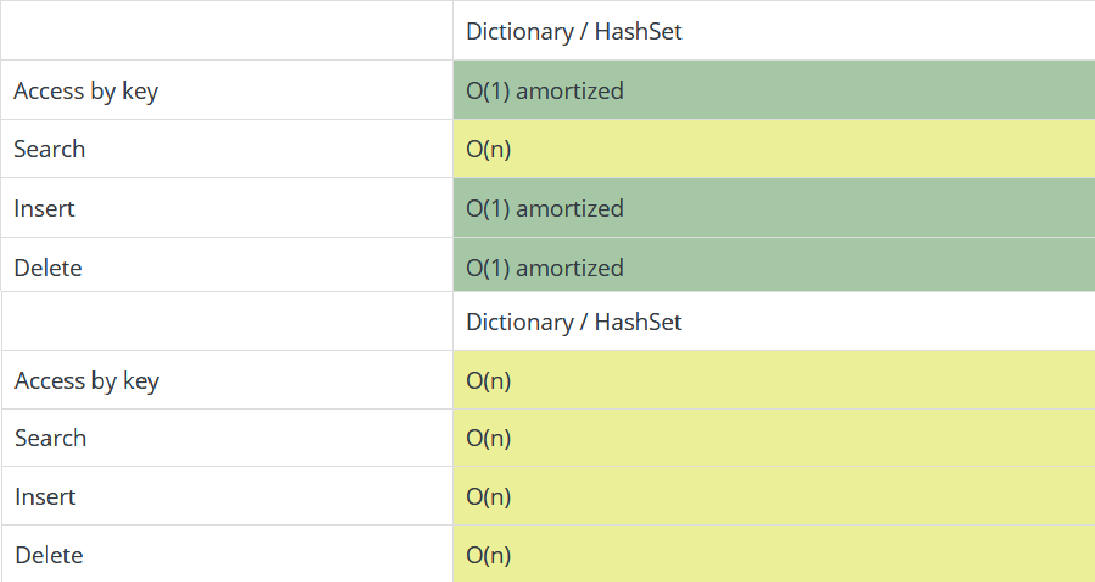 Dictionary / HashSet
Access by key O(1) amortized
Search O(n)
Insert O(1) amortized
Delete O(1) amortized
Dictionary / HashSet
Access by key O(n)
Search O(n)
Insert O(n)
Delete O(n)